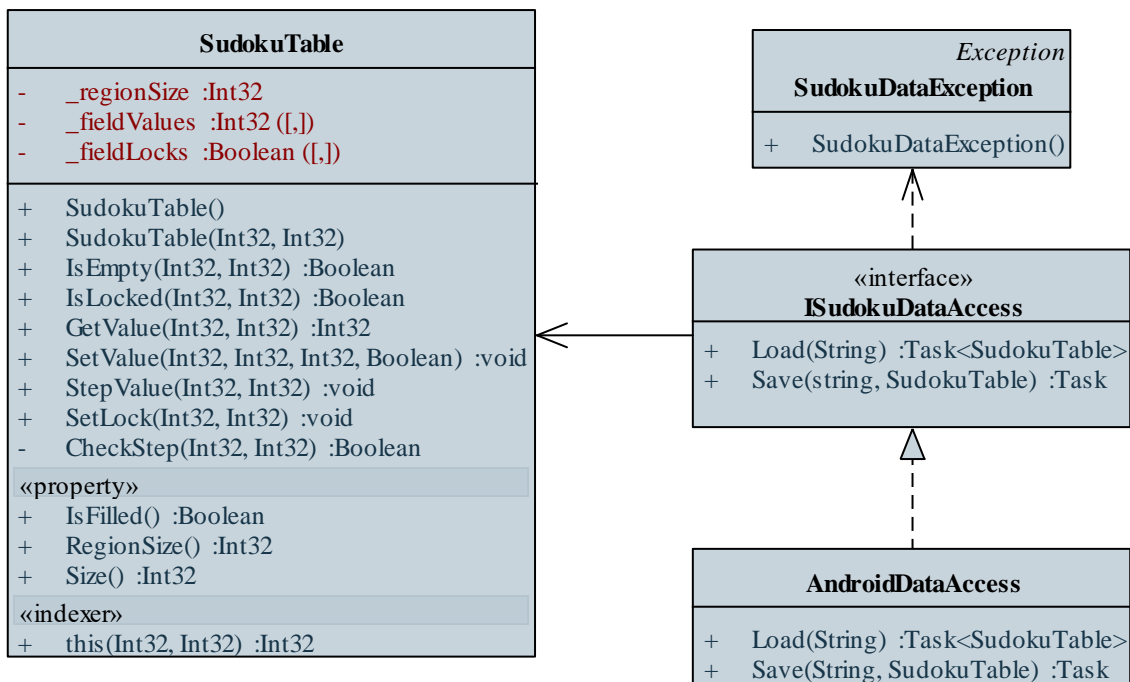 SudokuTable
- _regionSize :Int32
- _fieldValues :Int32 ([,])
- _fieldLocks :Boolean ([,])
+ SudokuTable()
+ SudokuTable(Int32, Int32)
+ IsEmpty(Int32, Int32) :Boolean
+ IsLocked(Int32, Int32) :Boolean
+ GetValue(Int32, Int32) :Int32
+ SetValue(Int32, Int32, Int32, Boolean) :void
+ StepValue(Int32, Int32) :void
+ SetLock(Int32, Int32) :void
- CheckStep(Int32, Int32) :Boolean
«property»
+ IsFilled() :Boolean
+ RegionSize() :Int32
+ Size() :Int32
«indexer»
+ this(Int32, Int32) :Int32
Exception
SudokuDataException
+ SudokuDataException()
«interface»
ISudokuDataAccess
+ Load(String) :Task<SudokuTable>
+ Save(string, SudokuTable) :Task
AndroidDataAccess
+ Load(String) :Task<SudokuTable>
+ Save(String, SudokuTable) :Task